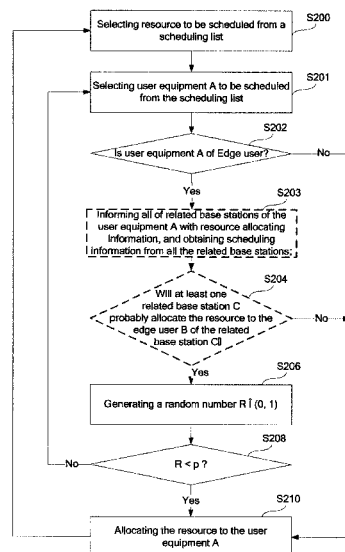 S200
Selecting resource to be scheduled from a
scheduling list
S201
Selecting user equipment A to be scheduled
from the scheduling list
S202
Is user equipment A of Edge user?
No
Yes
S203
Informing all of related base stations of the
user equipment A with resource allocating
Information, and obtaining scheduling
information from all the related base stations;
S204
Will at least one
related base station C
probably allocate the resource to the
edge user B of the related
base station C▯
No
Yes
S206
Generating a random number R Î (0, 1)
S208
R < p ?
No
Yes
S210
Allocating the resource to the user
equipment A